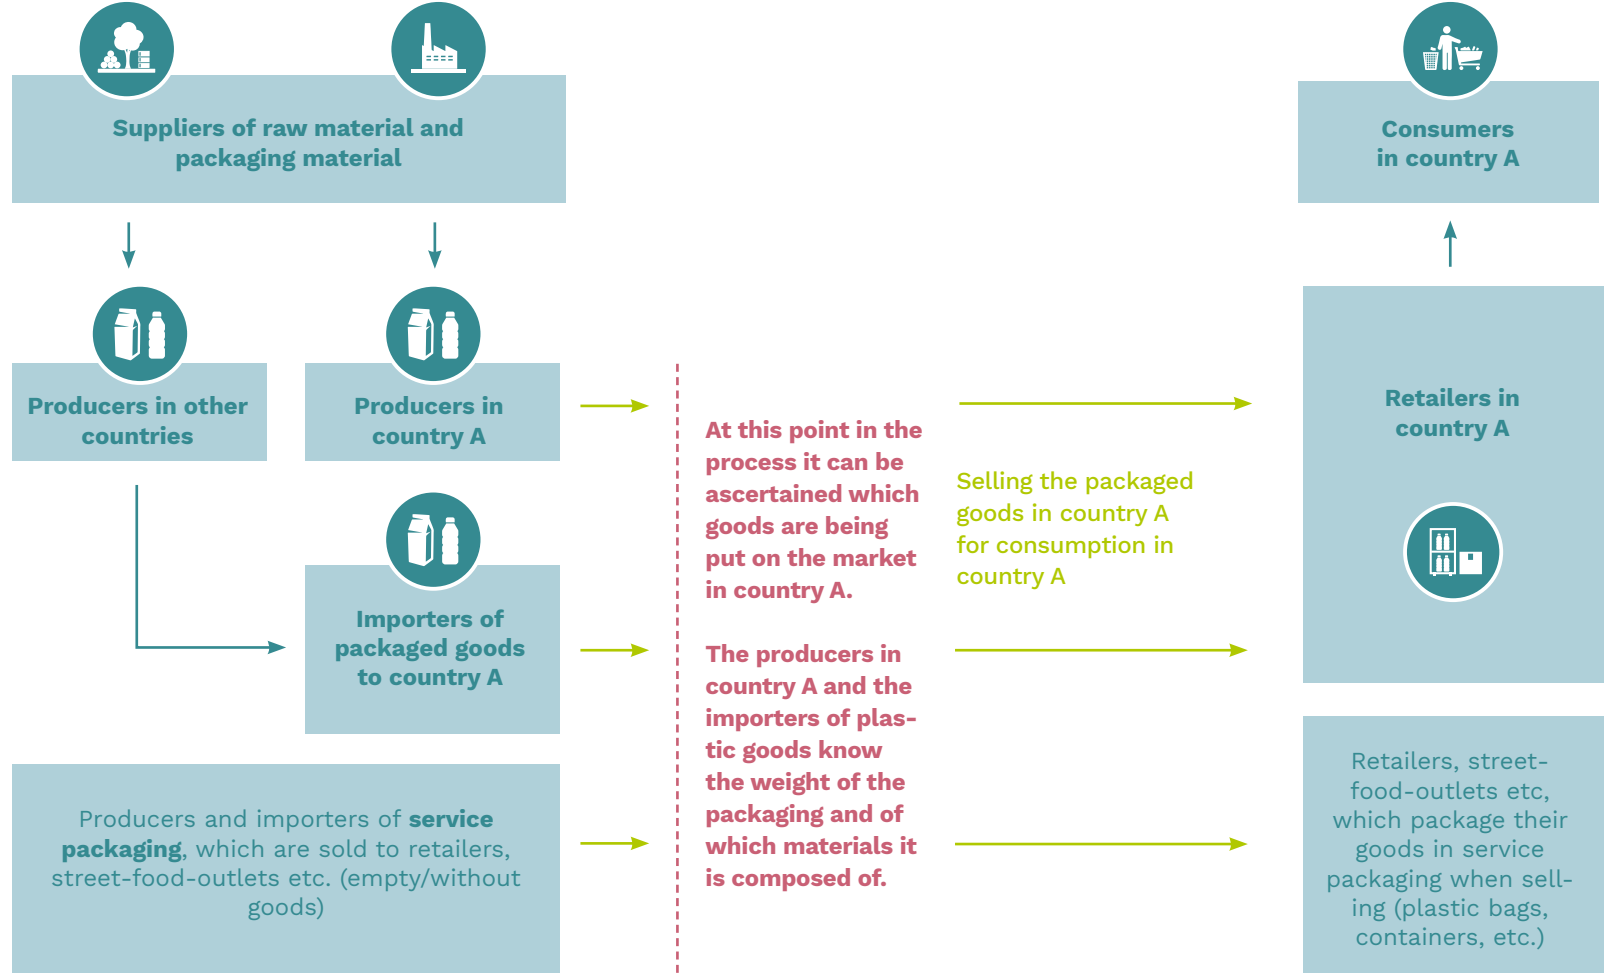 Suppliers of raw material and
packaging material
Consumers
in country A
Producers in other
countries
Producers in
country A
Importers of
packaged goods
to country A
Producers and importers of service
packaging, which are sold to retailers,
street-food-outlets etc. (empty/without
goods)
At this point in the
process it can be
ascertained which
goods are being
put on the market
in country A.
The producers in
country A and the
importers of plas-
tic goods know
the weight of the
packaging and of
which materials it
is composed of.
Selling the packaged
goods in country A
for consumption in
country A
Retailers in
country A
Retailers, street-
food-outlets etc,
which package their
goods in service
packaging when sell-
ing (plastic bags,
containers, etc.)